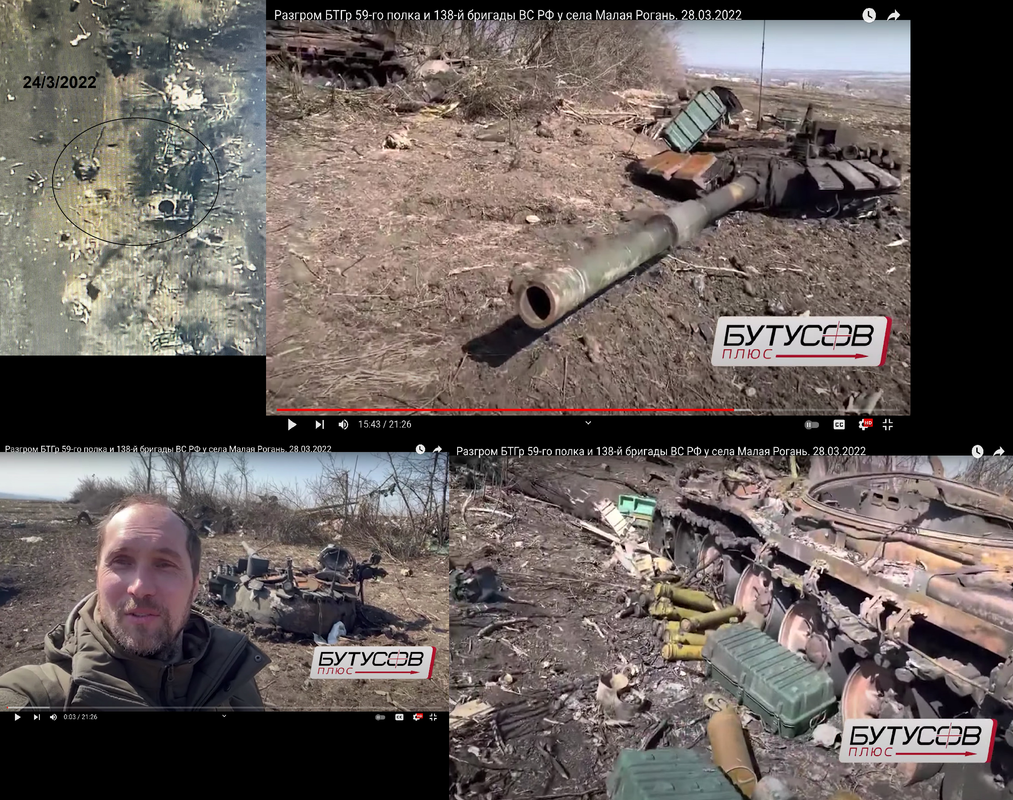 24/3/2022
Разгром БТГр 59-го полка и 138-й бригады ВС РФ у села Малая Рогань. 28.03.2022
БУТУСОВ
ПЛЮС
15:43 / 21:26
HD
Разгром БТГр 59-го полка и 138-й бригады ВС РФ у села Малая Рогань. 28.03.2022
БУТУСОВ
ПЛЮС
0:03 / 21:26
Разгром БТГр 59-го полка и 138-й бригады ВС РФ у села Малая Рогань. 28.03.2022
БУТУСОВ
ПЛЮС